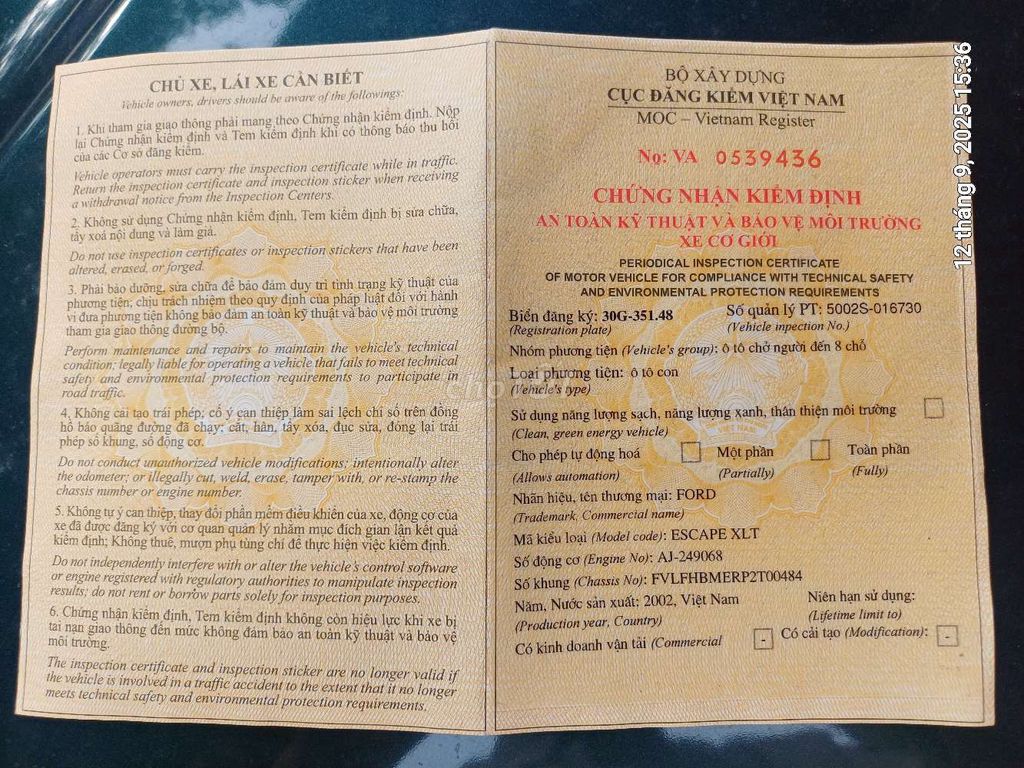 CHỦ XE, LÁI XE CẦN BIẾT
Vehicle owners, drivers should be aware of the followings:
1. Khi tham gia giao thông phải mang theo Chứng nhận kiểm định. Nộp
lại Chứng nhận kiểm định và Tem kiểm định khi có thông báo thu hồi
của các Cơ sở đăng kiểm.
Vehicle operators must carry the inspection certificate while in traffic.
Return the inspection certificate and inspection sticker when receiving
a withdrawal notice from the Inspection Centers.
2. Không sử dụng Chứng nhận kiểm định, Tem kiểm định bị sửa chữa,
tẩy xoá nội dung và làm giả.
Do not use inspection certificates or inspection stickers that have been
altered, erased, or forged.
3. Phải bảo dưỡng, sửa chữa để bảo đảm duy trì tình trạng kỹ thuật của
phương tiện; chịu trách nhiệm theo quy định của pháp luật đối với hành
vi đưa phương tiện không bảo đảm an toàn kỹ thuật và bảo vệ môi trường
tham gia giao thông đường bộ.
Perform maintenance and repairs to maintain the vehicle's technical
condition; legally liable for operating a vehicle that fails to meet technical
safety and environmental protection requirements to participate in
road traffic.
4, Không cải tạo trái phép; cố ý can thiệp làm sai lệch chỉ số trên đồng
hồ báo quãng đường đã chạy; cắt, hàn, tẩy xóa, đục sửa, đóng lại trái
phép số khung, số động cơ.
Do not conduct unauthorized vehicle modifications; intentionally alter
the odometer; or illegally cut, weld, erase, tamper with, or re-stamp the
chassis number or engine number.
5. Không tự ý can thiệp, thay đổi phần mềm điều khiển của xe, động cơ của
xe đã được đăng ký với cơ quan quản lý nhằm mục đích gian lận kết quả
kiểm định; Không thuê, mượn phụ tùng chỉ để thực hiện việc kiểm định.
Do not independently interfere with or alter the vehicle's control software
or engine registered with regulatory authorities to manipulate inspection
results; do not rent or borrow parts solely for inspection purposes.
6. Chứng nhận kiểm định, Tem kiểm định không còn hiệu lực khi xe bị
tai nạn giao thông đến mức không đảm bảo an toàn kỹ thuật và bảo vệ
môi trường.
The inspection certificate and inspection sticker are no longer valid if
the vehicle is involved in a traffic accident to the extent that it no longer
meets technical safety and environmental protection requirements.
BỘ XÂY DỰNG
CỤC ĐĂNG KIỂM VIỆT NAM
MOC – Vietnam Register
No: VA 0539436
CHỨNG NHẬN KIỂM ĐỊNH
AN TOÀN KỸ THUẬT VÀ BẢO VỆ MÔI TRƯỜNG
XE CƠ GIỚI
PERIODICAL INSPECTION CERTIFICATE
OF MOTOR VEHICLE FOR COMPLIANCE WITH TECHNICAL SAFETY
AND ENVIRONMENTAL PROTECTION REQUIREMENTS
Biển đăng ký: 30G-351.48 Số quản lý PT: 5002S-016730
(Registration plate) (Vehicle inspection No.)
Nhóm phương tiện (Vehicle's group): ô tô chở người đến 8 chỗ
Loại phương tiện: ô tô con
(Vehicle's type)
Sử dụng năng lượng sạch, năng lượng xanh, thân thiện môi trường
(Clean, green energy vehicle)
Cho phép tự động hoá Một phần Toàn phần
(Allows automation) (Partially) (Fully)
Nhãn hiệu, tên thương mại: FORD
(Trademark, Commercial name)
Mã kiểu loại (Model code): ESCAPE XLT
Số động cơ (Engine No): AJ-249068
Số khung (Chassis No): FVLFHBMERP2T00484
Năm, Nước sản xuất: 2002, Việt Nam Niên hạn sử dụng:
(Production year, Country) (Lifetime limit to)
Có kinh doanh vận tải (Commercial - Có cải tạo (Modification): -
12 tháng 9, 2025 15:36
VIỆT NAM